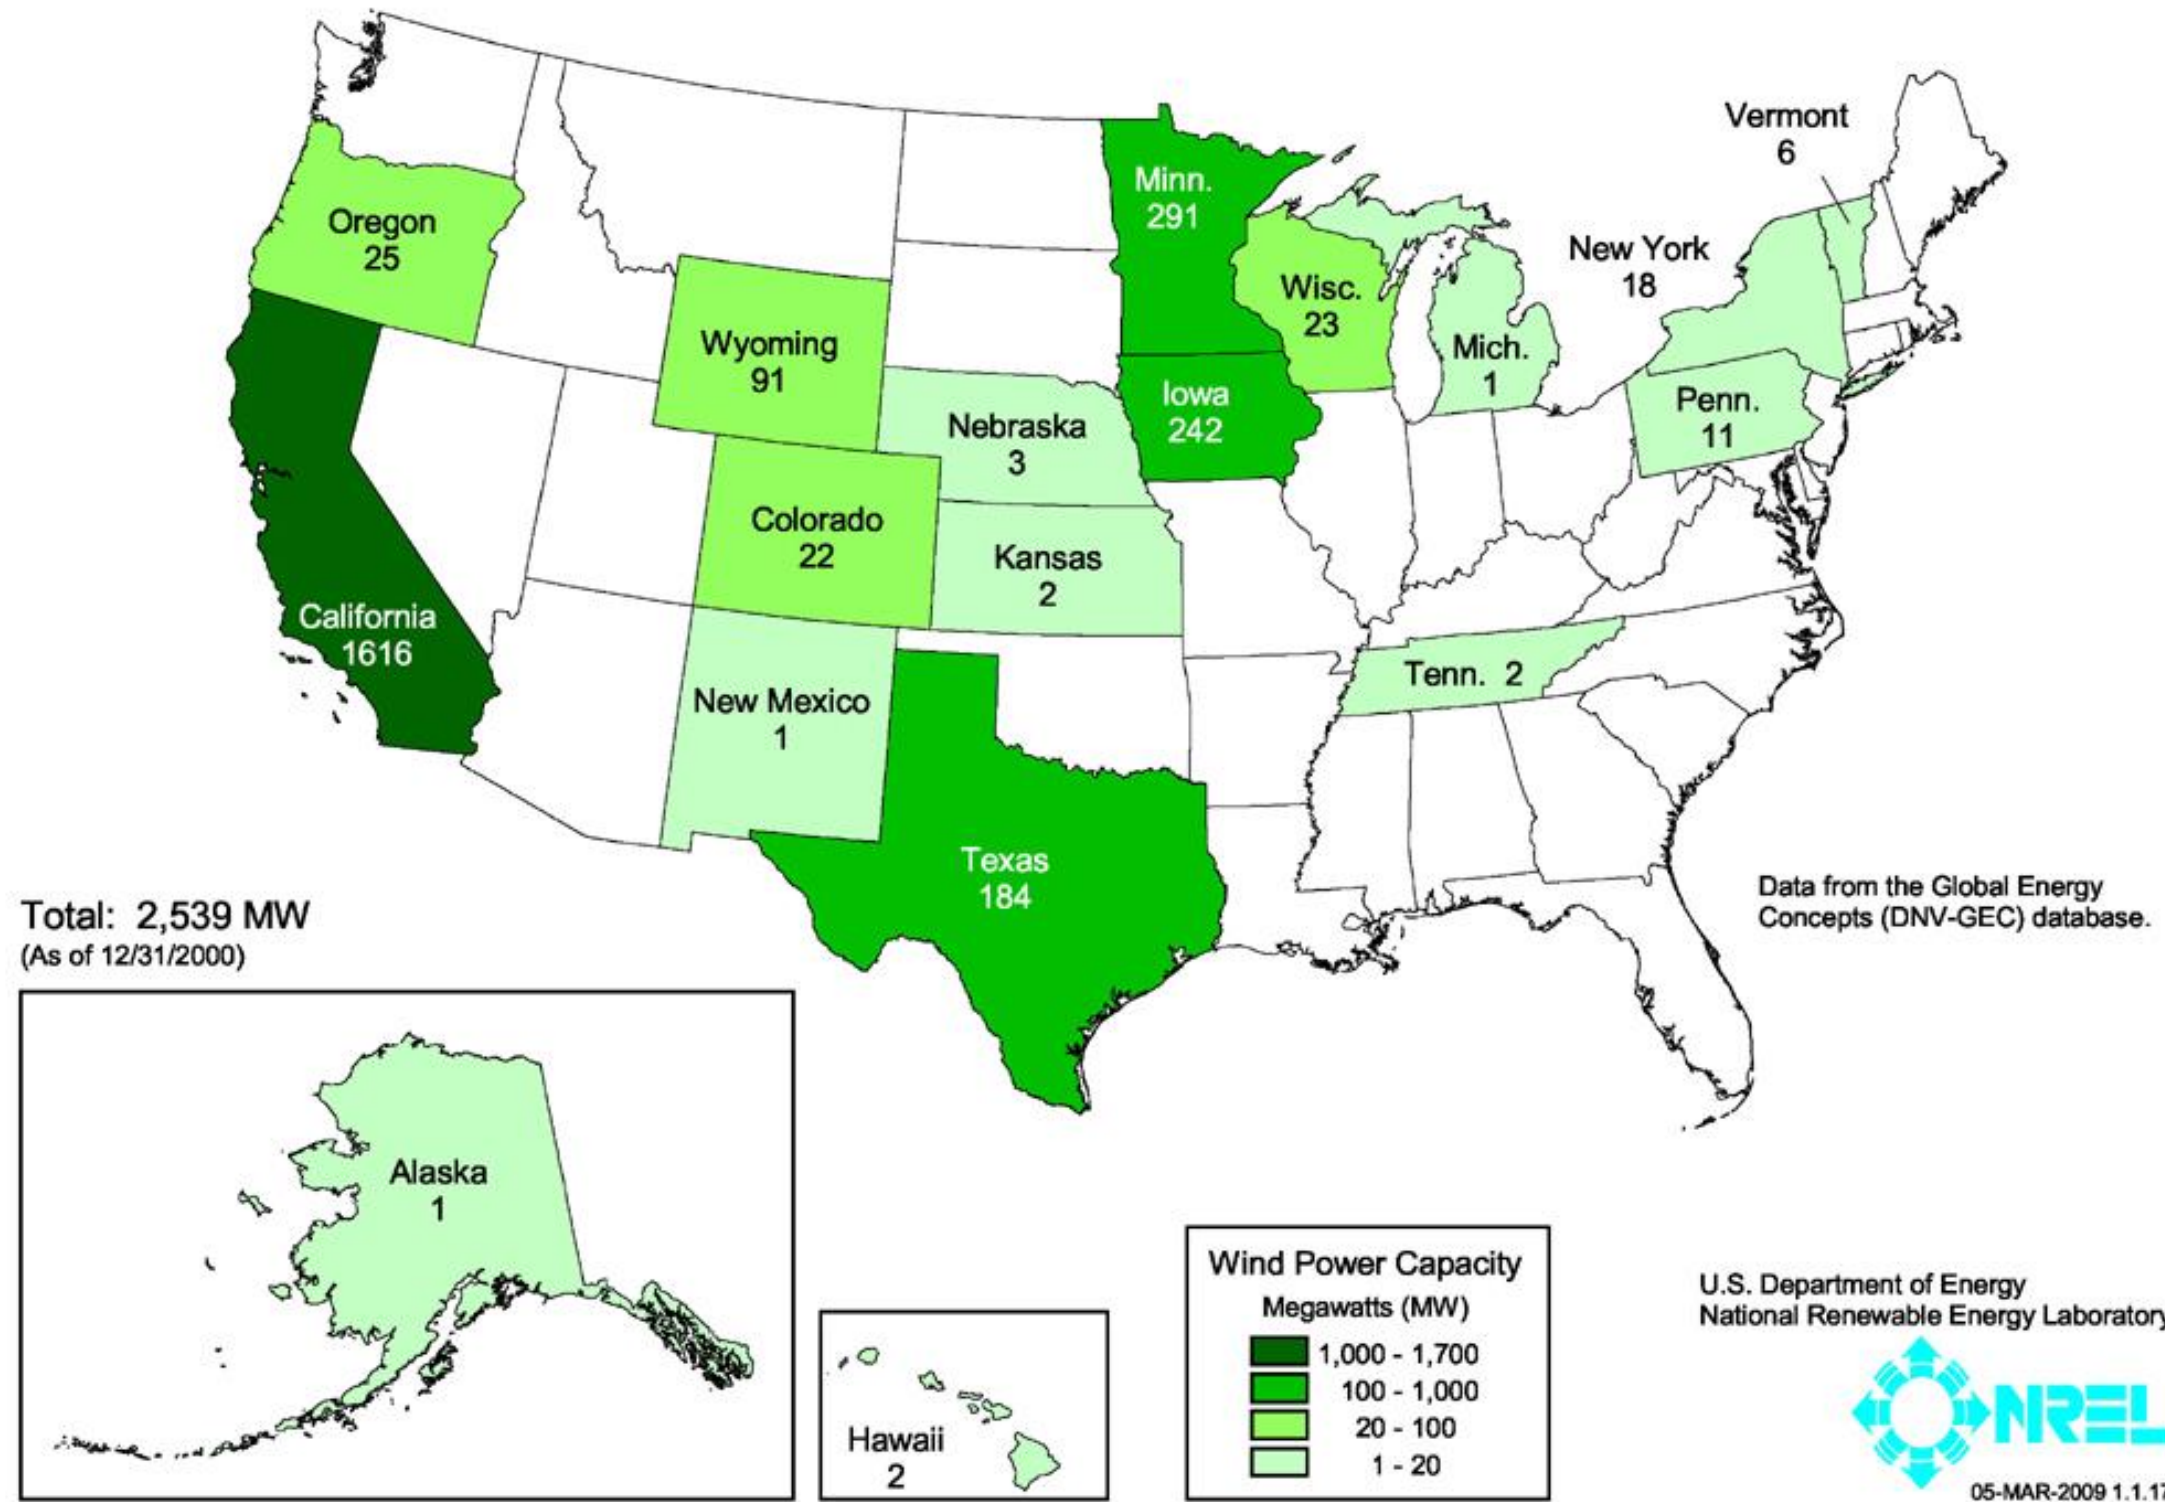 Vermont
6
Minn.
291
Oregon
25
New York
18
Wisc.
23
Wyoming
91
Mich.
1
Iowa
242
Penn.
11
Nebraska
3
Colorado
22
Kansas
2
California
1616
Tenn. 2
New Mexico
1
Texas
184
Data from the Global Energy
Concepts (DNV-GEC) database.
Total: 2,539 MW
(As of 12/31/2000)
Alaska
1
Hawaii
2
Wind Power Capacity
Megawatts (MW)
1,000 - 1,700
100 - 1,000
20 - 100
1 - 20
U.S. Department of Energy
National Renewable Energy Laboratory
NREL
05-MAR-2009 1.1.17